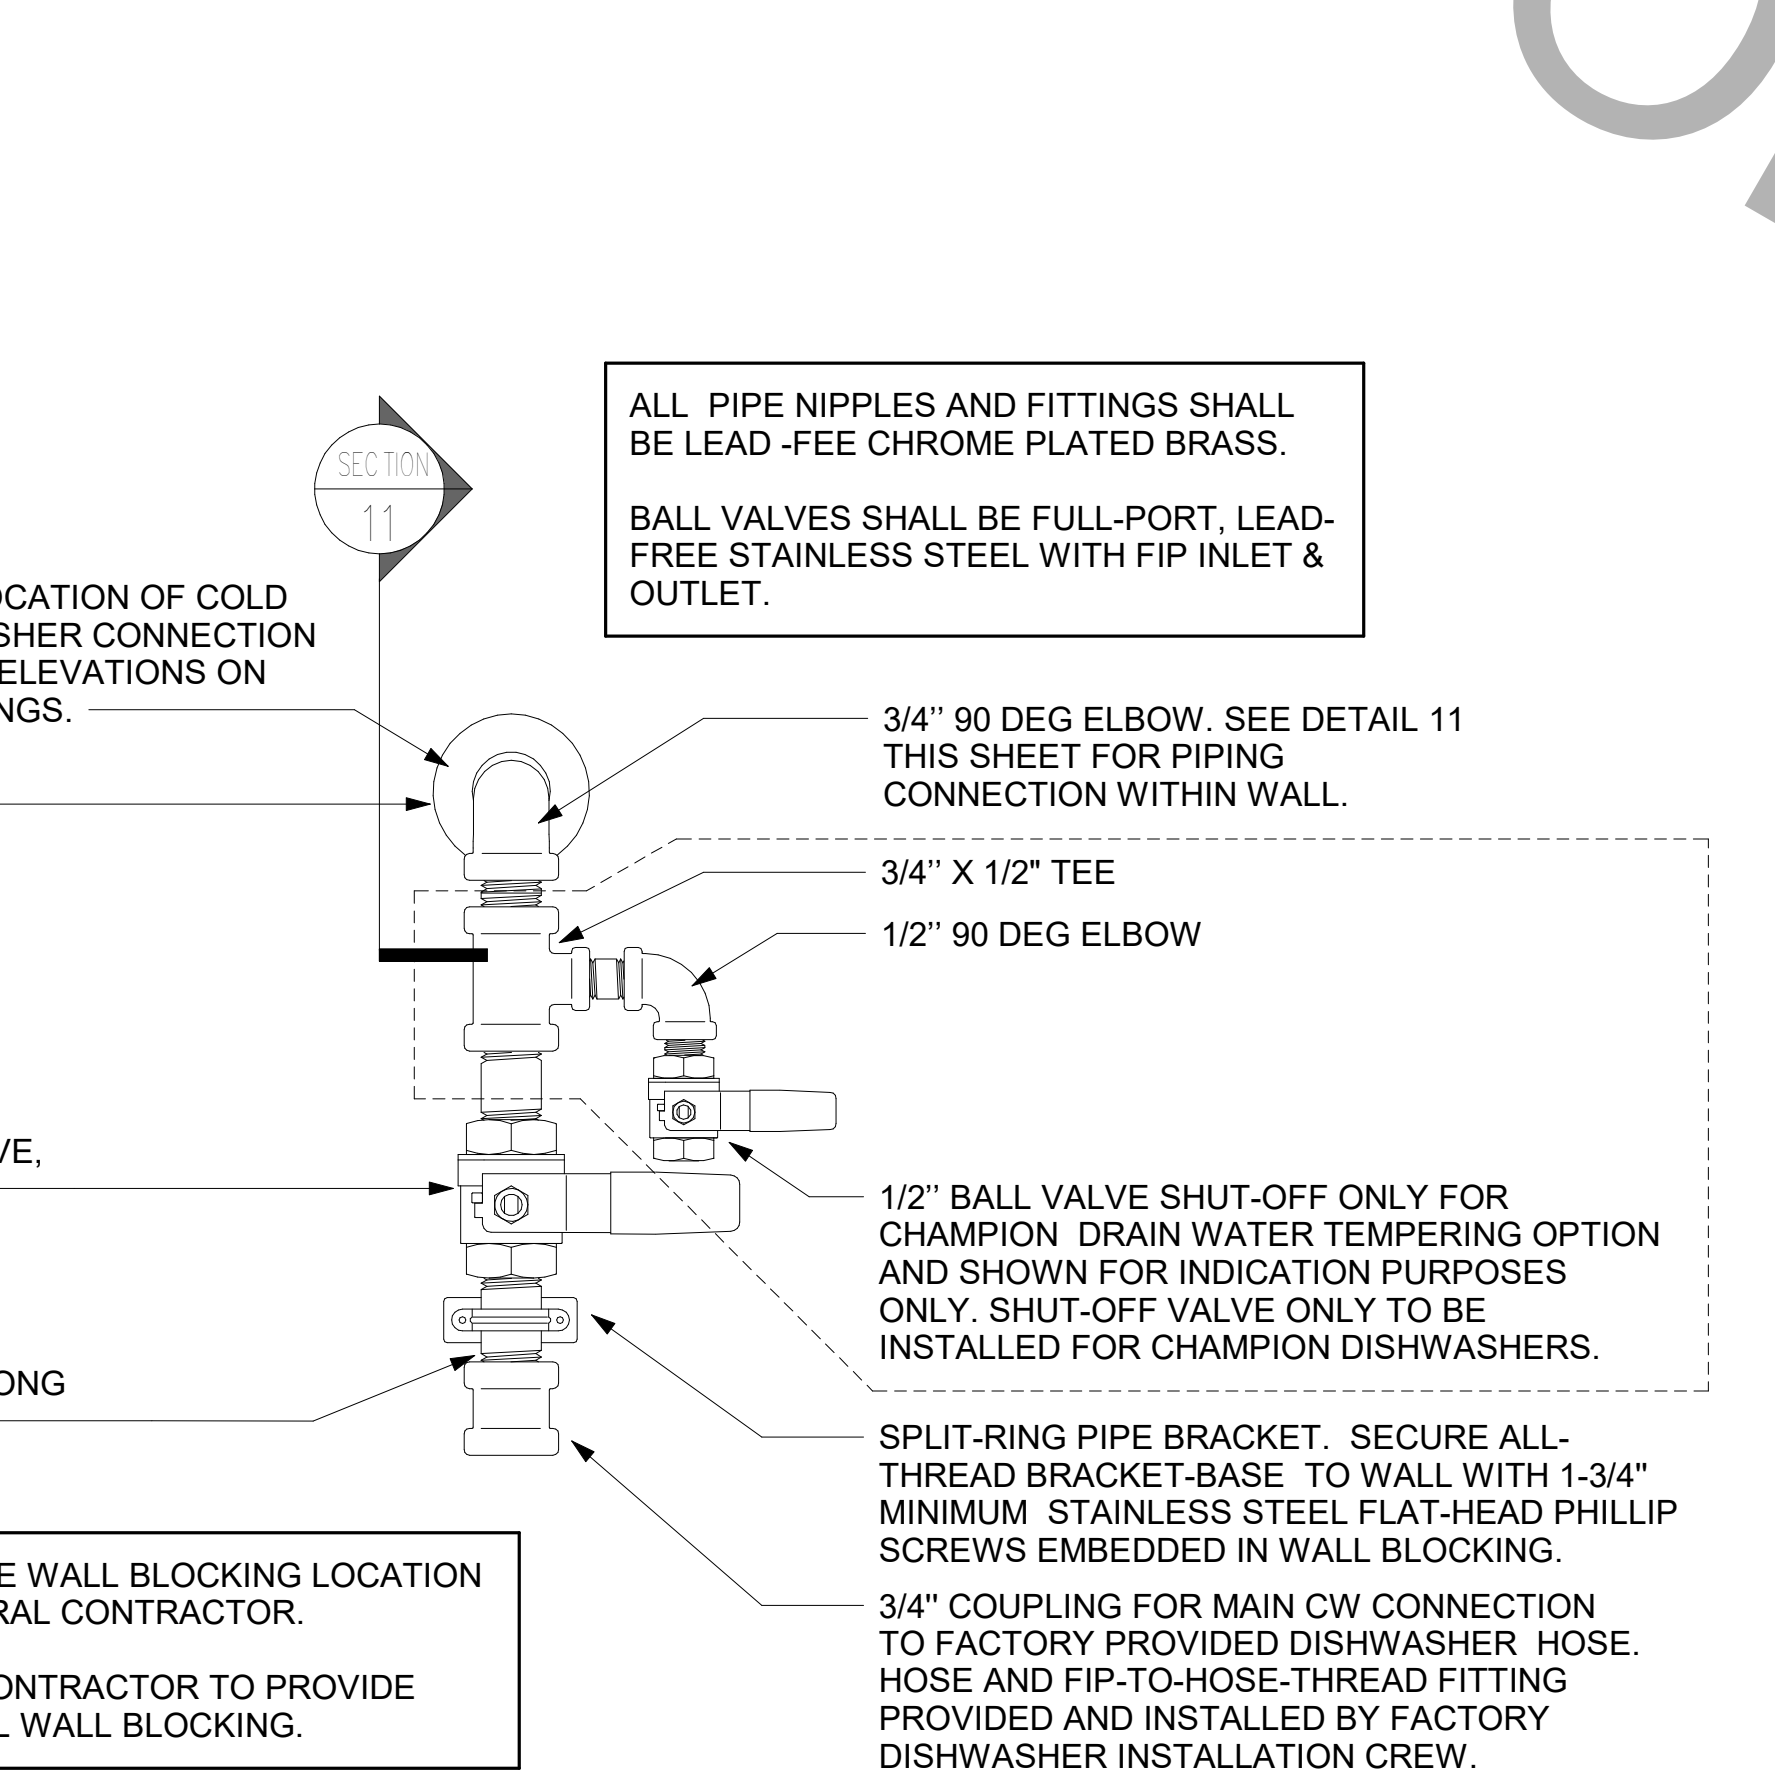 ALL PIPE NIPPLES AND FITTINGS SHALL
BE LEAD -FEE CHROME PLATED BRASS.
BALL VALVES SHALL BE FULL-PORT, LEAD-
FREE STAINLESS STEEL WITH FIP INLET &
OUTLET.
SECTION
11
OCATION OF COLD
SHER CONNECTION
ELEVATIONS ON
NGS.
3/4’’ 90 DEG ELBOW. SEE DETAIL 11
THIS SHEET FOR PIPING
CONNECTION WITHIN WALL.
3/4’’ X 1/2" TEE
1/2’’ 90 DEG ELBOW
VE,
1/2’’ BALL VALVE SHUT-OFF ONLY FOR
CHAMPION DRAIN WATER TEMPERING OPTION
AND SHOWN FOR INDICATION PURPOSES
ONLY. SHUT-OFF VALVE ONLY TO BE
INSTALLED FOR CHAMPION DISHWASHERS.
ONG
SPLIT-RING PIPE BRACKET. SECURE ALL-
THREAD BRACKET-BASE TO WALL WITH 1-3/4"
MINIMUM STAINLESS STEEL FLAT-HEAD PHILLIP
SCREWS EMBEDDED IN WALL BLOCKING.
E WALL BLOCKING LOCATION
RAL CONTRACTOR.
ONTRACTOR TO PROVIDE
L WALL BLOCKING.
3/4" COUPLING FOR MAIN CW CONNECTION
TO FACTORY PROVIDED DISHWASHER HOSE.
HOSE AND FIP-TO-HOSE-THREAD FITTING
PROVIDED AND INSTALLED BY FACTORY
DISHWASHER INSTALLATION CREW.